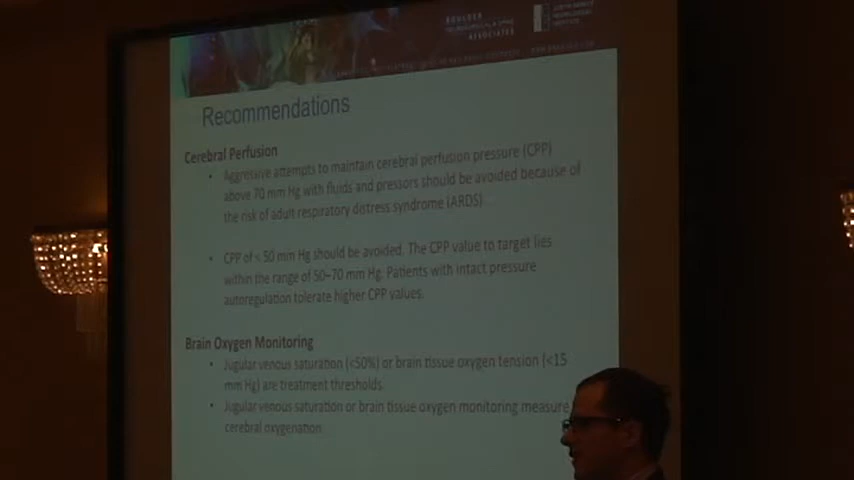 BOULDER
ASSOCIATES
Recommendations
Cerebral Perfusion
• Aggressive attempts to maintain cerebral perfusion pressure (CPP)
above 70 mm Hg with fluids and pressors should be avoided because of
the risk of adult respiratory distress syndrome (ARDS).
• CPP of < 50 mm Hg should be avoided. The CPP value to target lies
within the range of 50–70 mm Hg. Patients with intact pressure
autoregulation tolerate higher CPP values.
Brain Oxygen Monitoring
• Jugular venous saturation (<50%) or brain tissue oxygen tension (<15
mm Hg) are treatment thresholds.
• Jugular venous saturation or brain tissue oxygen monitoring measure
cerebral oxygenation.